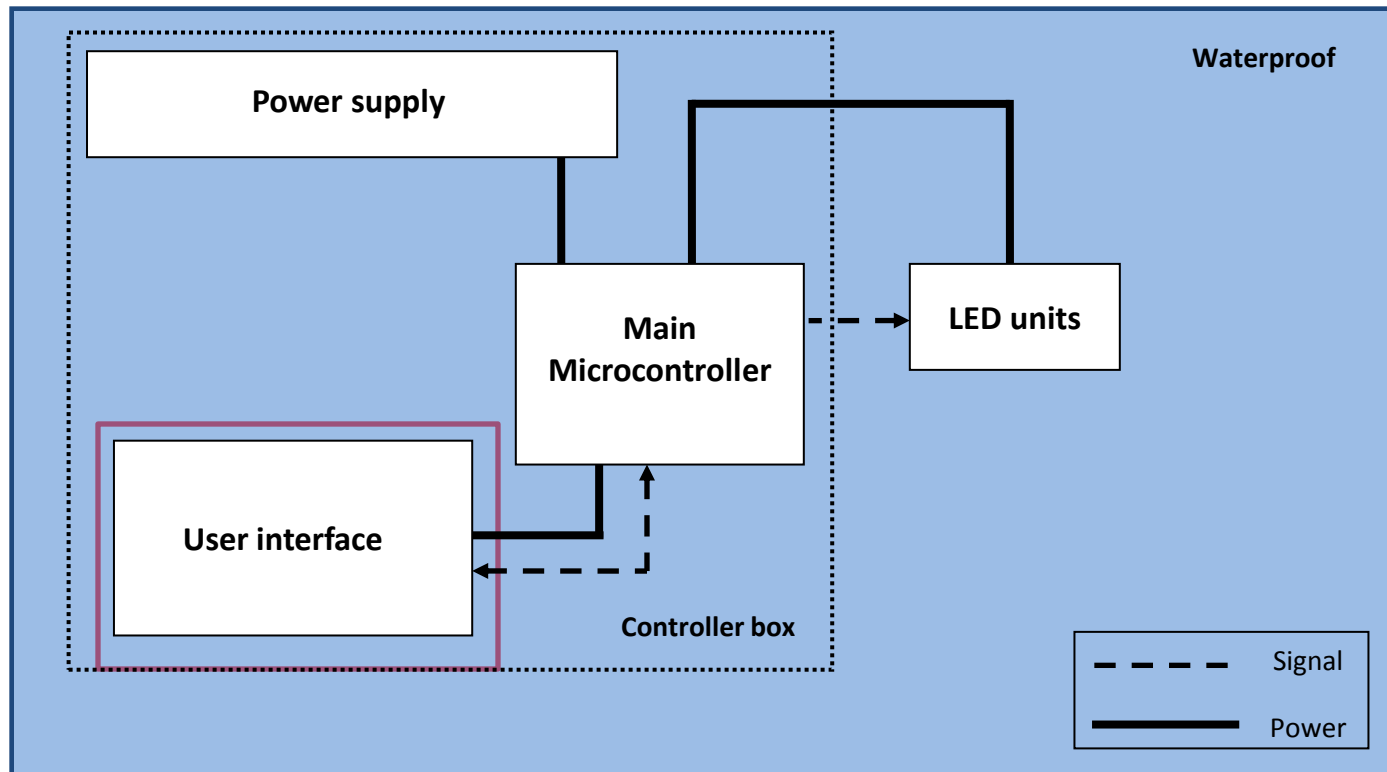 Waterproof
Power supply
Main
Microcontroller
LED units
User interface
Controller box
Signal
Power